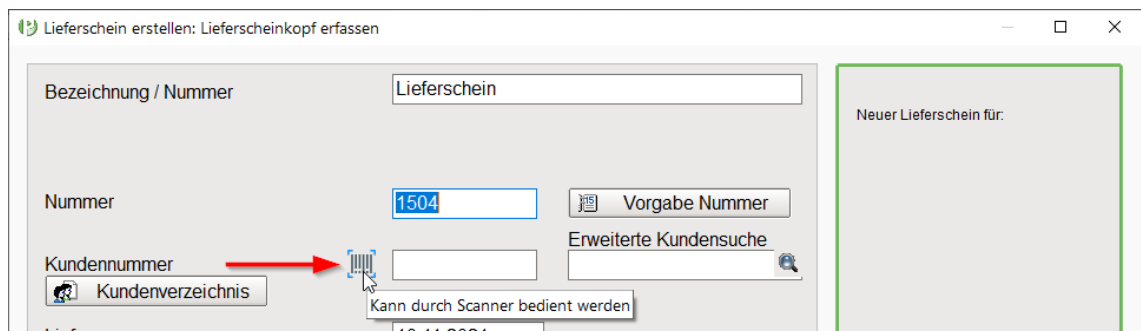 Lieferschein erstellen: Lieferscheinkopf erfassen
Bezeichnung / Nummer
Lieferschein
Neuer Lieferschein für:
Nummer
1504
Vorgabe Nummer
Erweiterte Kundensuche
Kundennummer
Kundenverzeichnis
Kann durch Scanner bedient werden